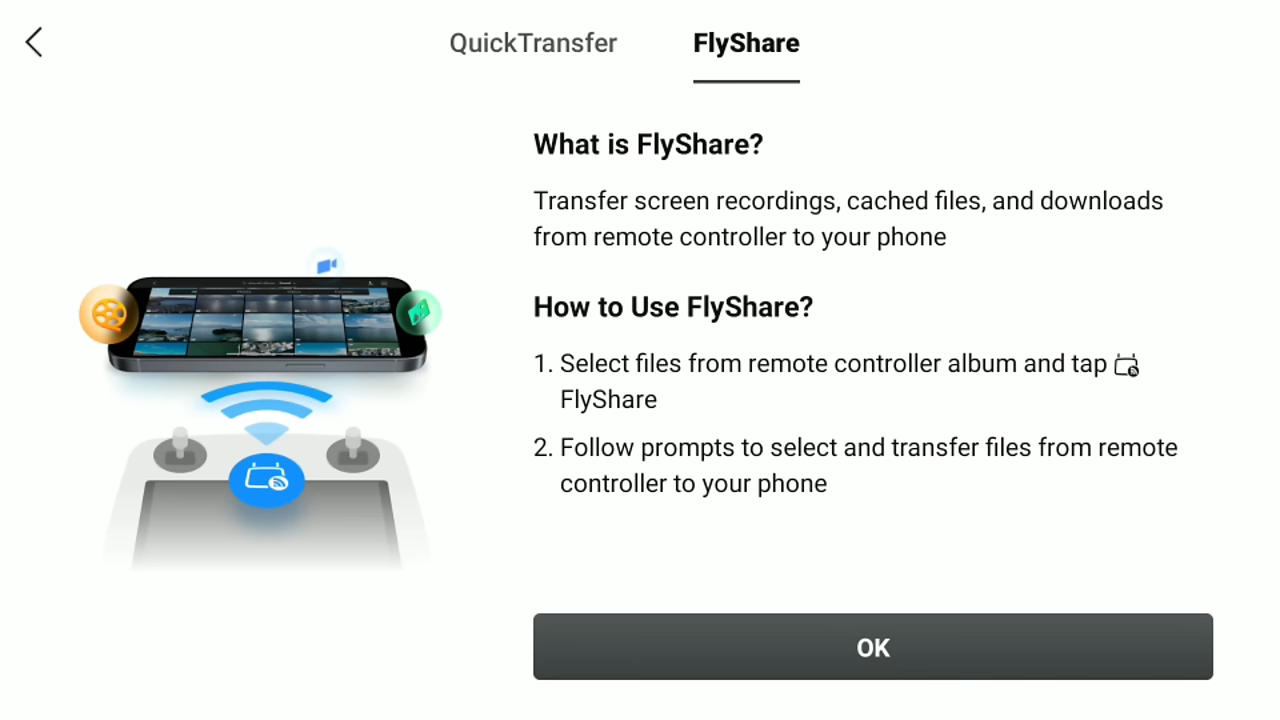 QuickTransfer
FlyShare
What is FlyShare?
Transfer screen recordings, cached files, and downloads
from remote controller to your phone
How to Use FlyShare?
1. Select files from remote controller album and tap
FlyShare
2. Follow prompts to select and transfer files from remote
controller to your phone
OK